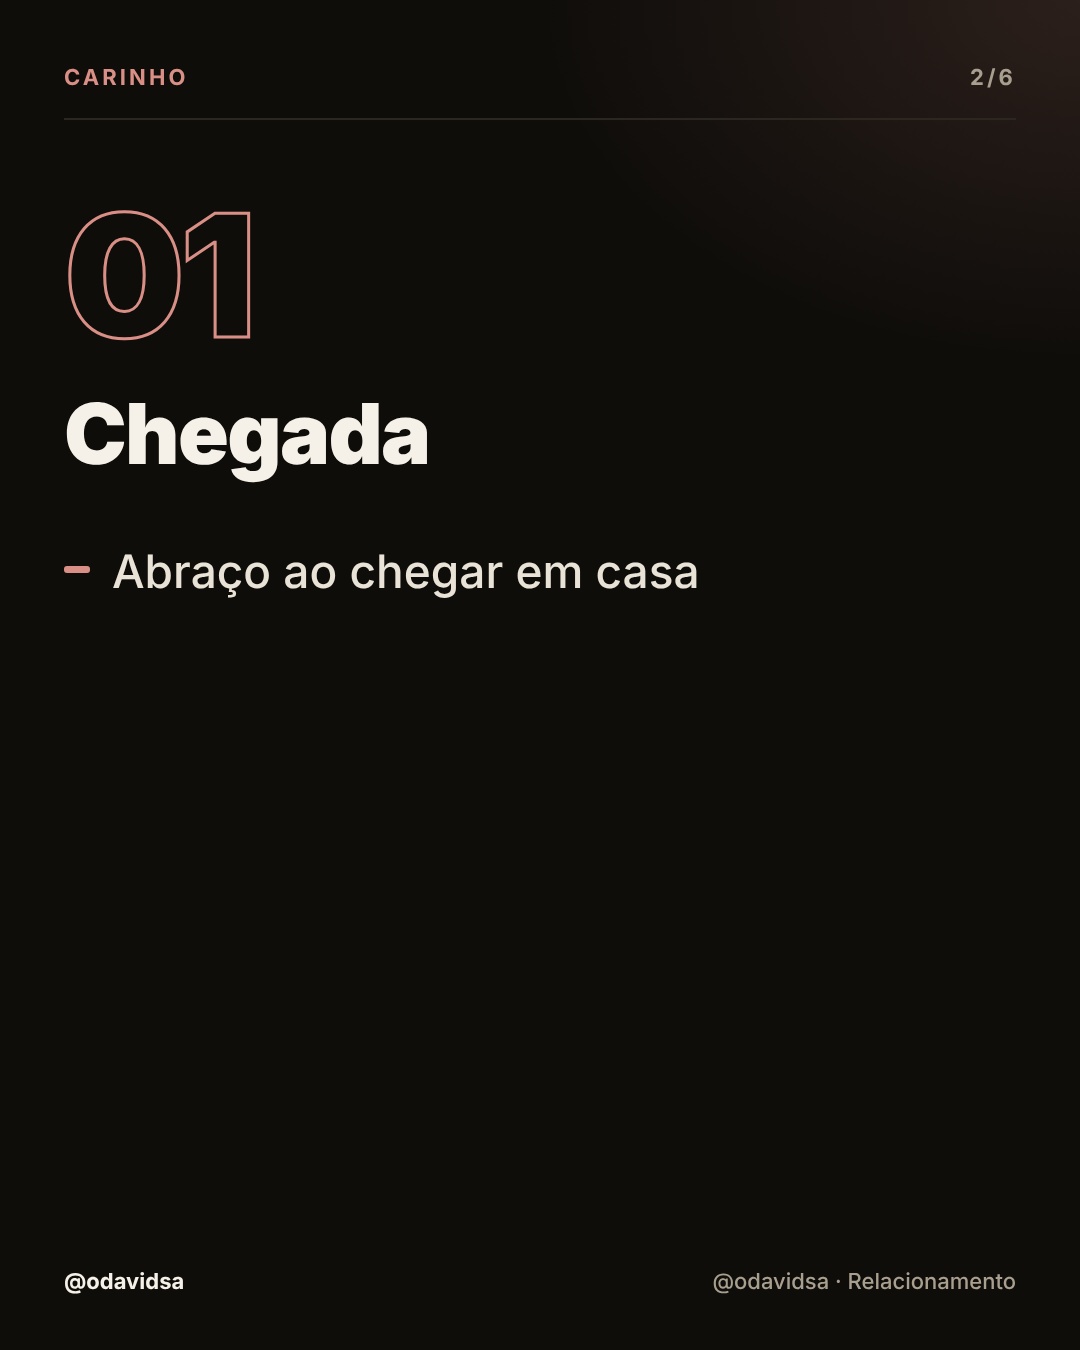 CARINHO
2/6
01
Chegada
Abraço ao chegar em casa
@odavidsa
@odavidsa · Relacionamento